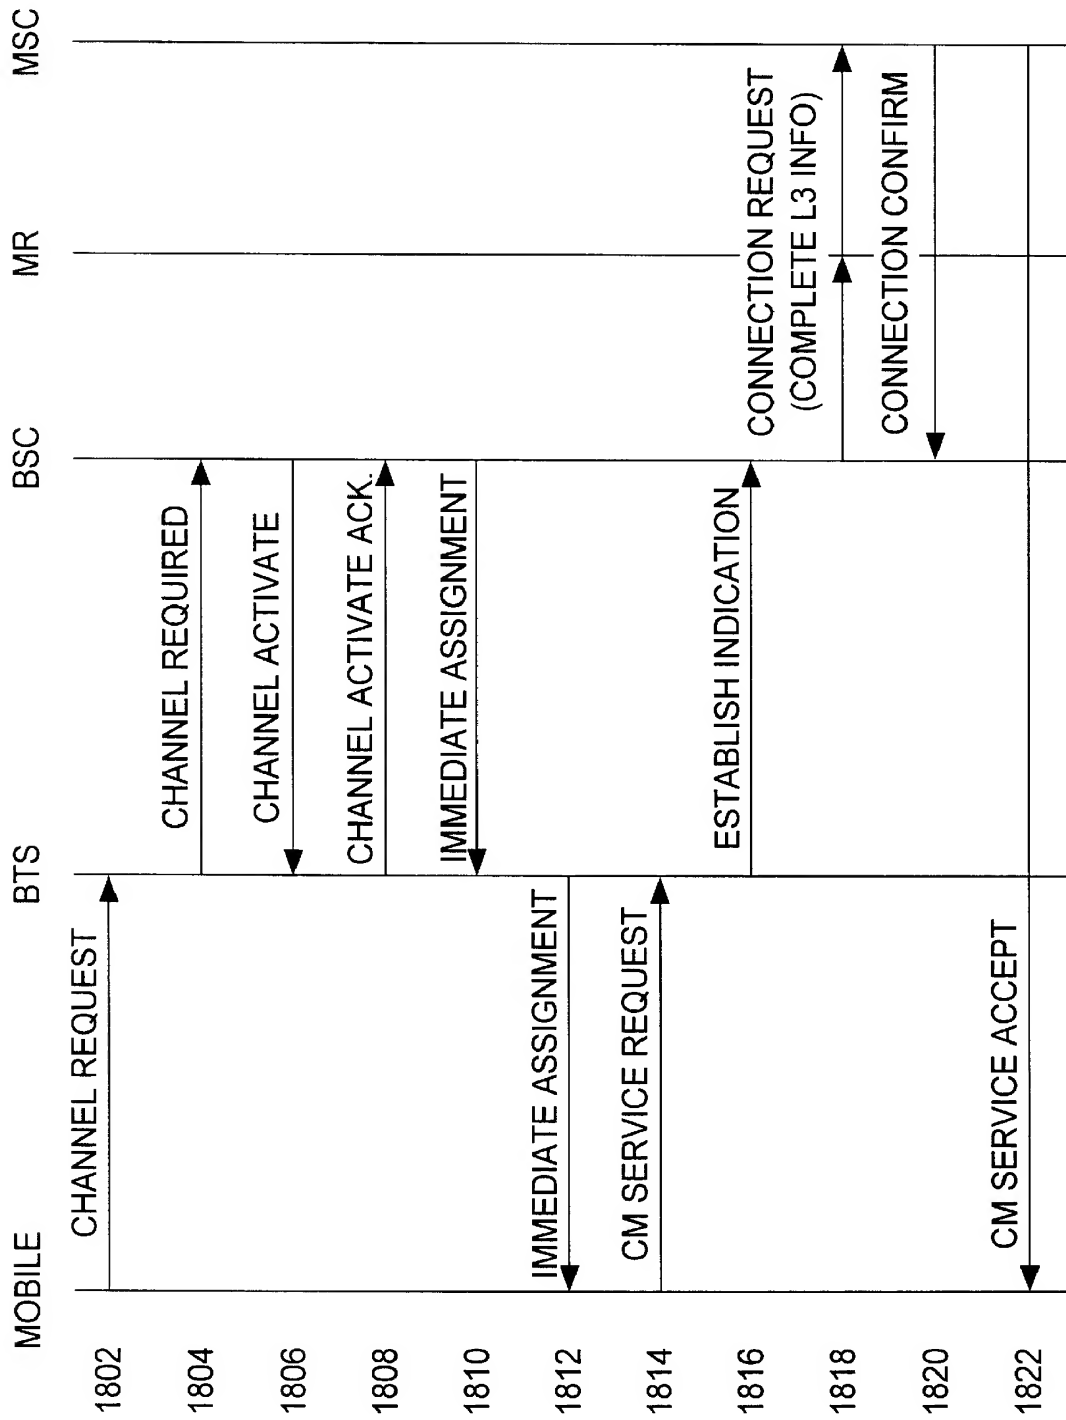 MOBILE
BTS
BSC
MR
MSC
1802
CHANNEL REQUEST
1804
CHANNEL REQUIRED
1806
CHANNEL ACTIVATE
1808
CHANNEL ACTIVATE ACK.
1810
IMMEDIATE ASSIGNMENT
1812
IMMEDIATE ASSIGNMENT
1814
CM SERVICE REQUEST
1816
ESTABLISH INDICATION
1818
CONNECTION REQUEST
(COMPLETE L3 INFO)
1820
CONNECTION CONFIRM
1822
CM SERVICE ACCEPT